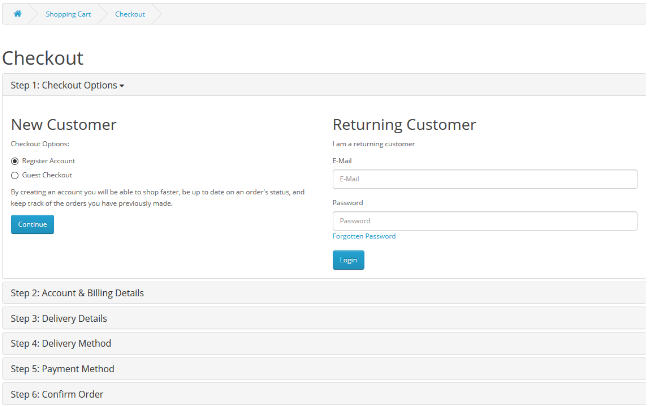 Shopping Cart
Checkout
Checkout
Step 1: Checkout Options
New Customer
Checkout Options:
Register Account
Guest Checkout
By creating an account you will be able to shop faster, be up to date on an order's status, and
keep track of the orders you have previously made.
Continue
Returning Customer
I am a returning customer
E-Mail
E-Mail
Password
Password
Forgotten Password
Login
Step 2: Account & Billing Details
Step 3: Delivery Details
Step 4: Delivery Method
Step 5: Payment Method
Step 6: Confirm Order